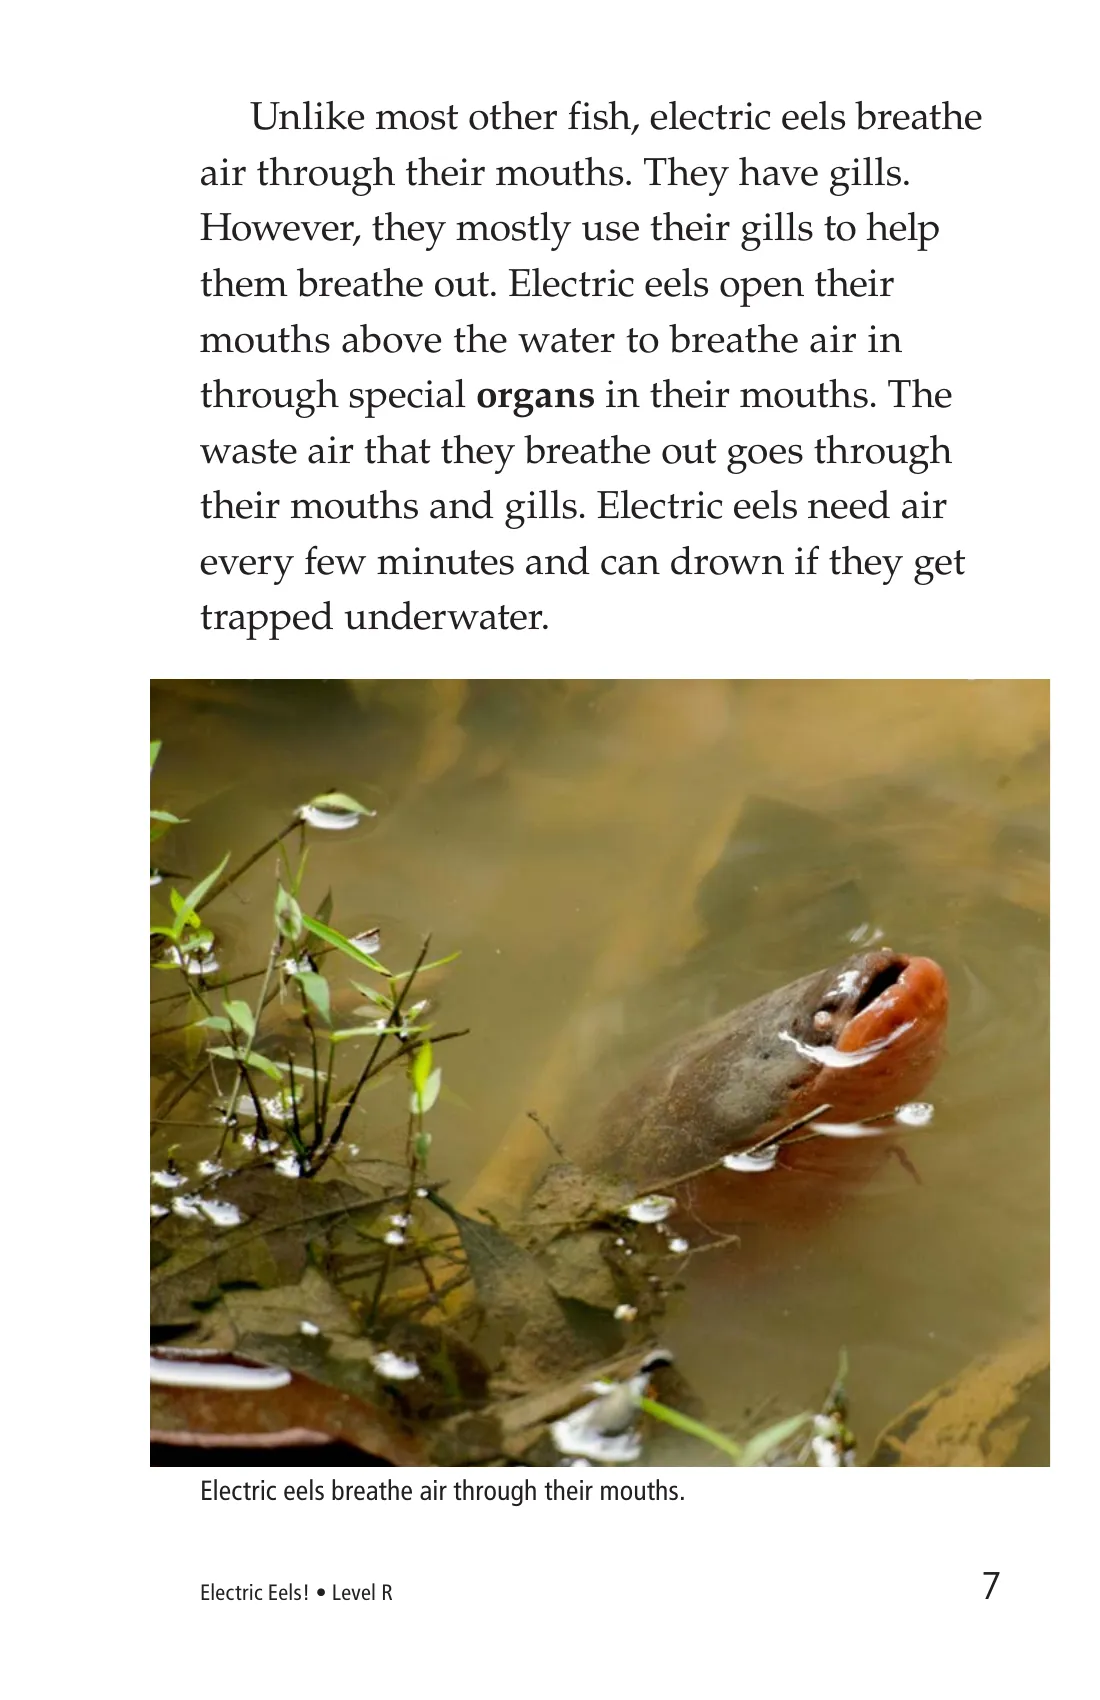 Unlike most other fish, electric eels breathe
air through their mouths. They have gills.
However, they mostly use their gills to help
them breathe out. Electric eels open their
mouths above the water to breathe air in
through special organs in their mouths. The
waste air that they breathe out goes through
their mouths and gills. Electric eels need air
every few minutes and can drown if they get
trapped underwater.
Electric eels breathe air through their mouths.
Electric Eels! • Level R
7